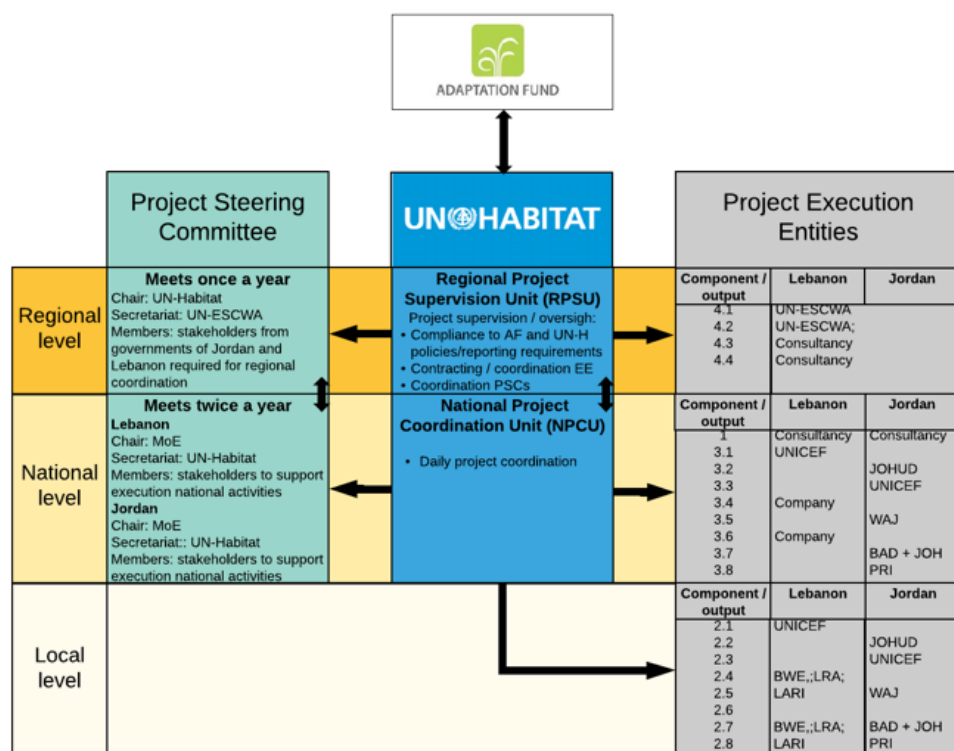 ADAPTATION FUND
Project Steering
Committee
UN HABITAT
Project Execution
Entities
Regional
level
Meets once a year
Chair: UN-Habitat
Secretariat: UN-ESCWA
Members: stakeholders from
governments of Jordan and
Lebanon required for regional
coordination
Regional Project
Supervision Unit (RPSU)
Project supervision / oversigh:
• Compliance to AF and UN-H
policies/reporting requirements
• Contracting / coordination EE
• Coordination PSCs
Component / output Lebanon Jordan
4.1 UN-ESCWA
4.2 UN-ESCWA;
4.3 Consultancy
4.4 Consultancy
National
level
Meets twice a year
Lebanon
Chair: MoE
Secretariat: UN-Habitat
Members: stakeholders to support
execution national activities
Jordan
Chair: MoE
Secretariat:: UN-Habitat
Members: stakeholders to support
execution national activities
National Project
Coordination Unit (NPCU)
• Daily project coordination
Component / output Lebanon Jordan
1 Consultancy Consultancy
3.1 UNICEF
3.2 JOHUD
3.3 UNICEF
3.4 Company
3.5 WAJ
3.6 Company
3.7 BAD + JOH
3.8 PRI
Local
level
Component / output Lebanon Jordan
2.1 UNICEF
2.2 JOHUD
2.3 UNICEF
2.4 BWE,;LRA;
2.5 LARI WAJ
2.6
2.7 BWE,;LRA; BAD + JOH
2.8 LARI PRI